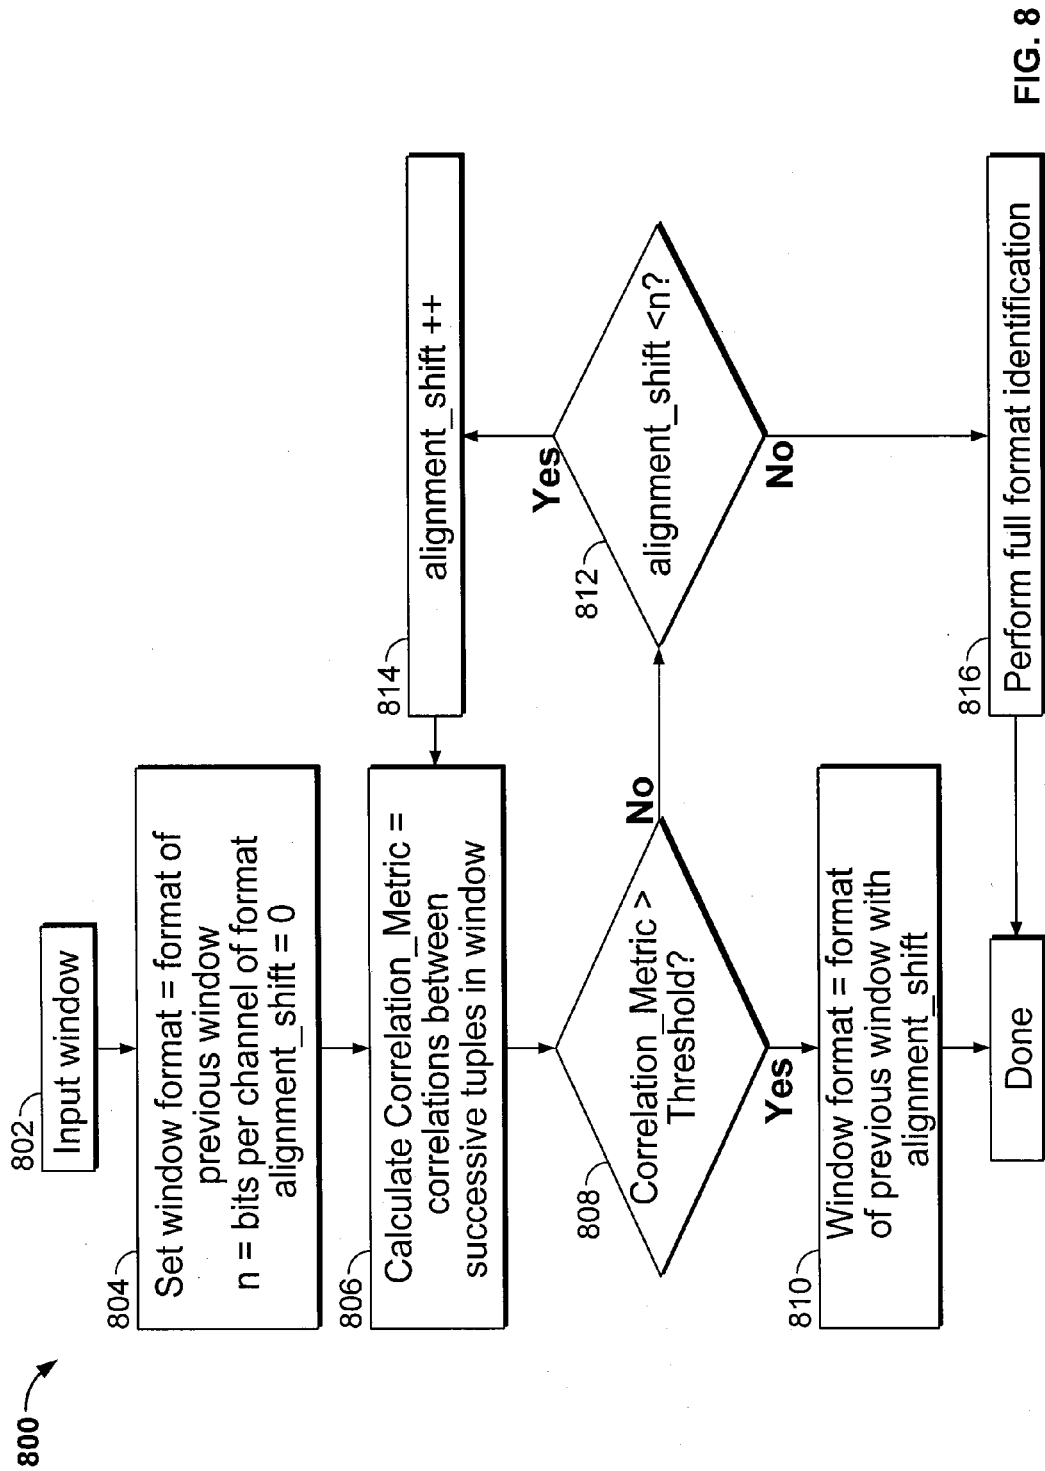 800
802
Input window
804
Set window format = format of
previous window
n = bits per channel of format
alignment_shift = 0
806
Calculate Correlation_Metric =
correlations between
successive tuples in window
808
Correlation_Metric >
Threshold?
No
Yes
810
Window format = format
of previous window with
alignment_shift
Done
812
alignment_shift <n?
Yes
No
814
alignment_shift ++
816
Perform full format identification
FIG. 8